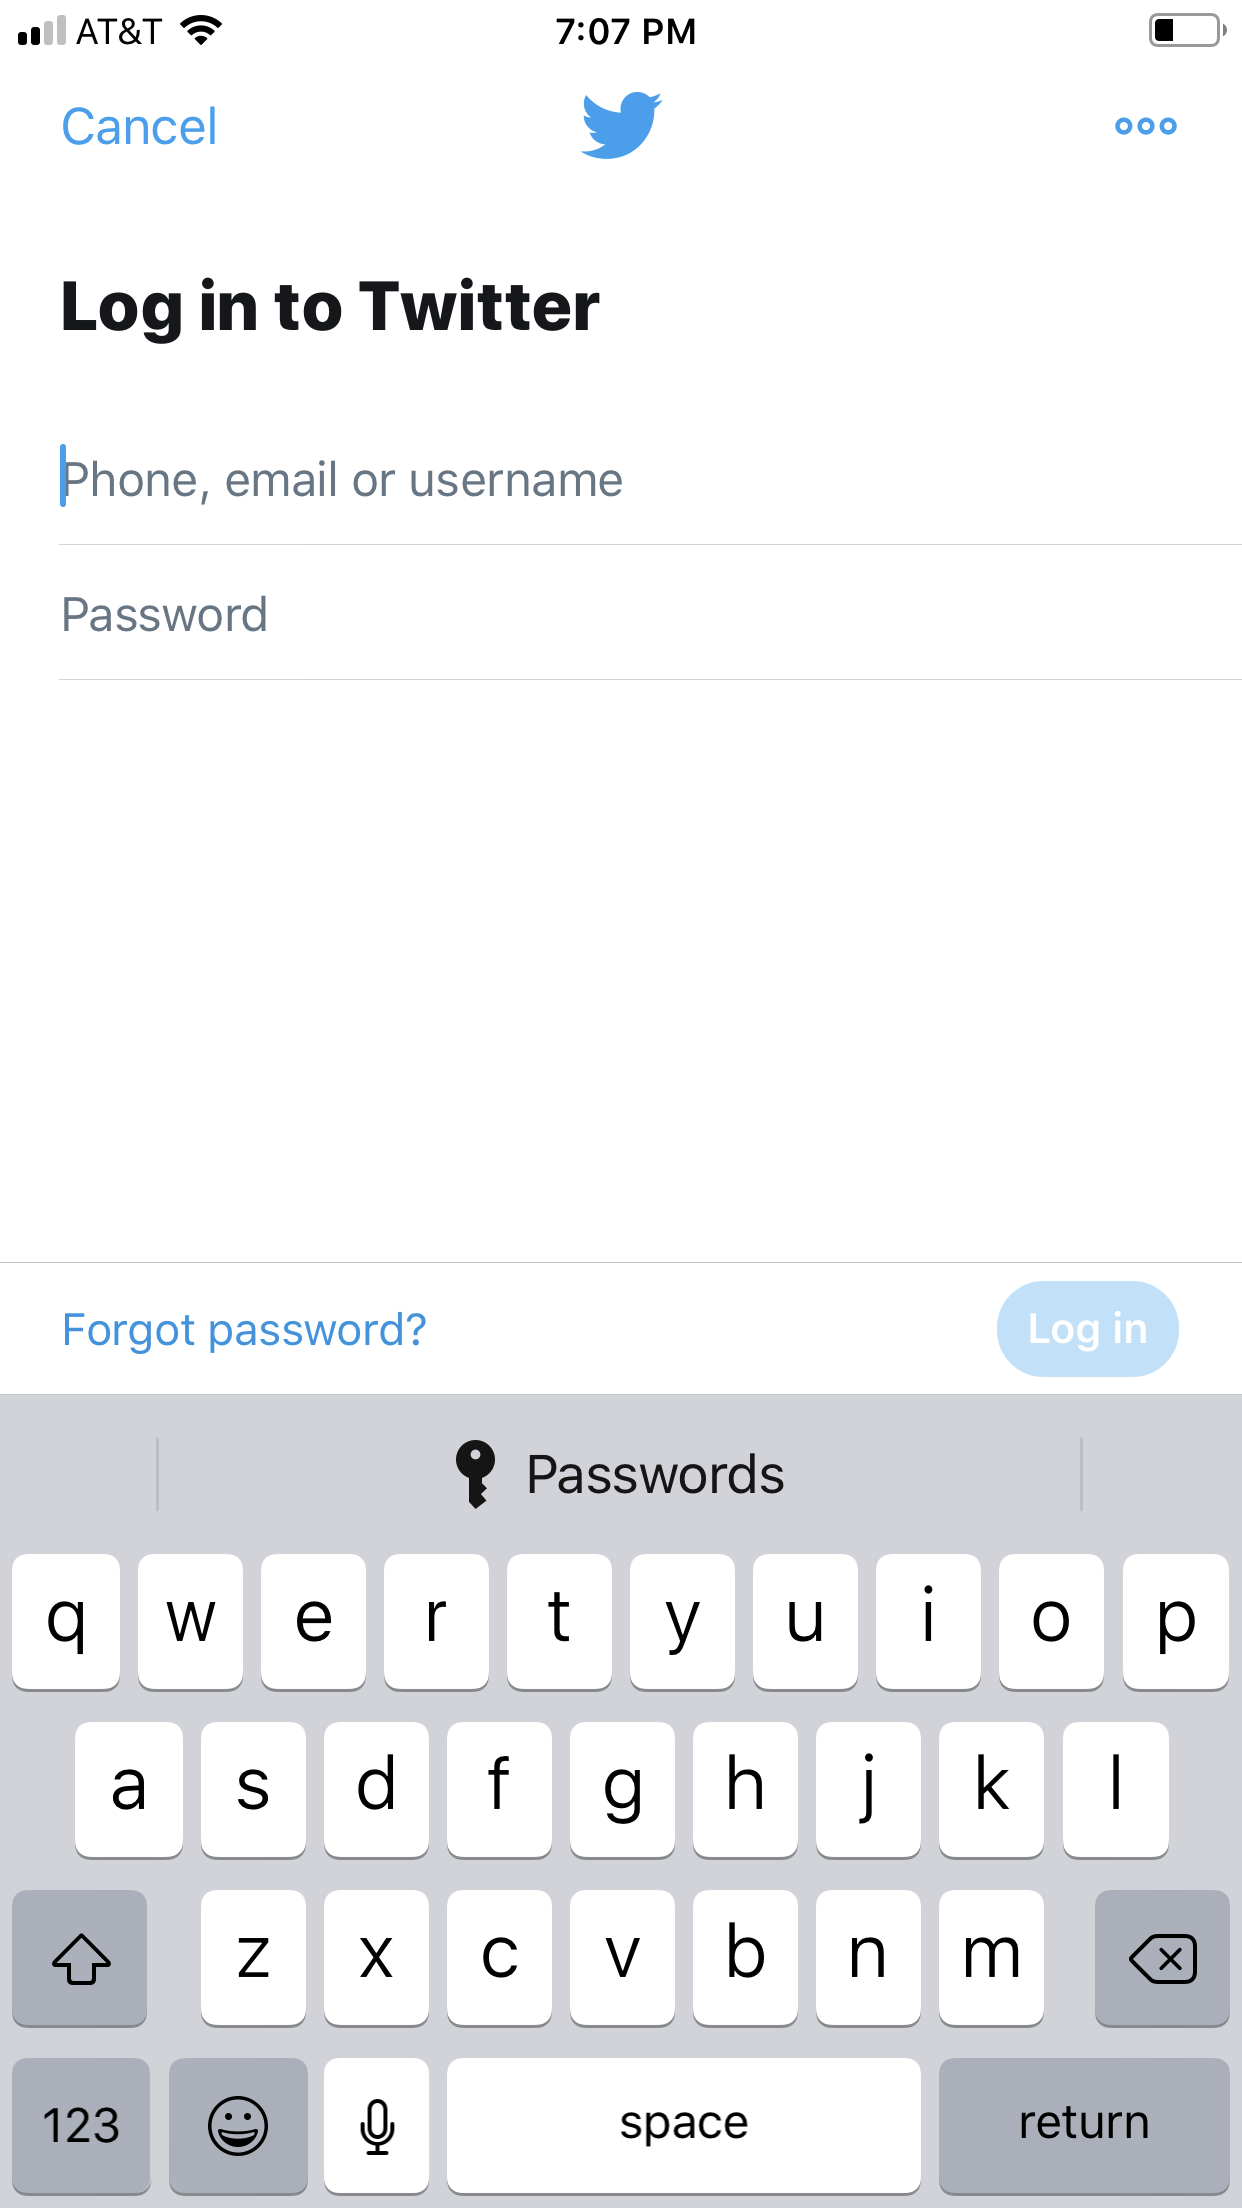 AT&T 7:07 PM
Cancel
Log in to Twitter
Phone, email or username
Password
Forgot password? Log in
Passwords
q w e r t y u i o p
a s d f g h j k l
z x c v b n m
123 space return